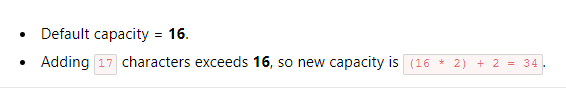 • Default capacity = 16.
• Adding 17 characters exceeds 16, so new capacity is (16 * 2) + 2 = 34.